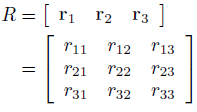 R = [ r₁ r₂ r₃ ]
= [ r₁₁ r₁₂ r₁₃
r₂₁ r₂₂ r₂₃
r₃₁ r₃₂ r₃₃ ]